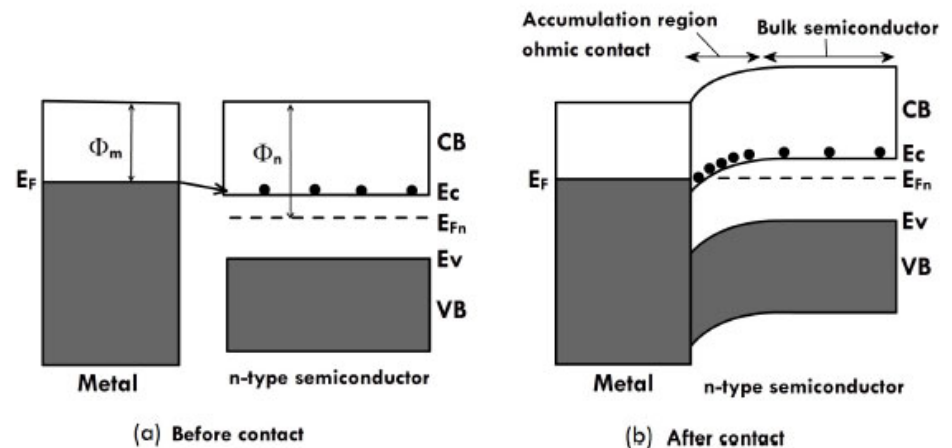 Accumulation region
ohmic contact
Bulk semiconductor
Φm
Φn
CB
EF
Ec
EFn
Ev
VB
Metal
n-type semiconductor
(a) Before contact
CB
EF
Ec
EFn
Ev
VB
Metal
n-type semiconductor
(b) After contact